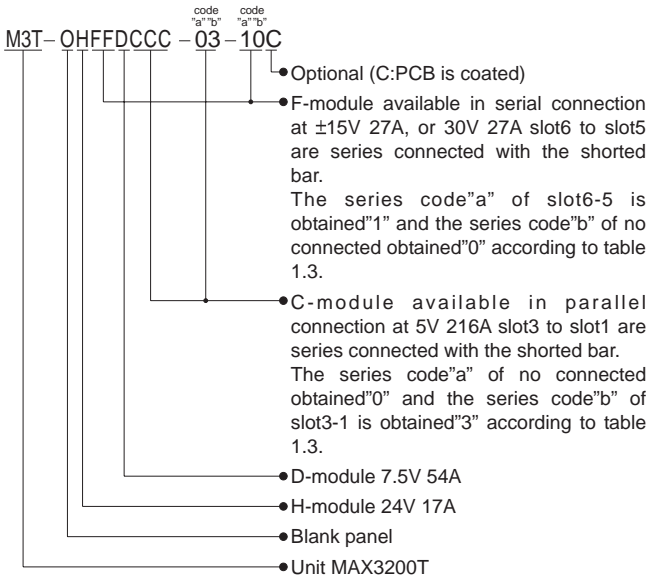 code code
"a" "b" "a" "b"
M3T-OHFFDCCC-03-10C
Optional (C:PCB is coated)
F-module available in serial connection
at ±15V 27A, or 30V 27A slot6 to slot5
are series connected with the shorted
bar.
The series code"a" of slot6-5 is
obtained"1" and the series code"b" of no
connected obtained"0" according to table
1.3.
C-module available in parallel
connection at 5V 216A slot3 to slot1 are
series connected with the shorted bar.
The series code"a" of no connected
obtained"0" and the series code"b" of
slot3-1 is obtained"3" according to table
1.3.
D-module 7.5V 54A
H-module 24V 17A
Blank panel
Unit MAX3200T